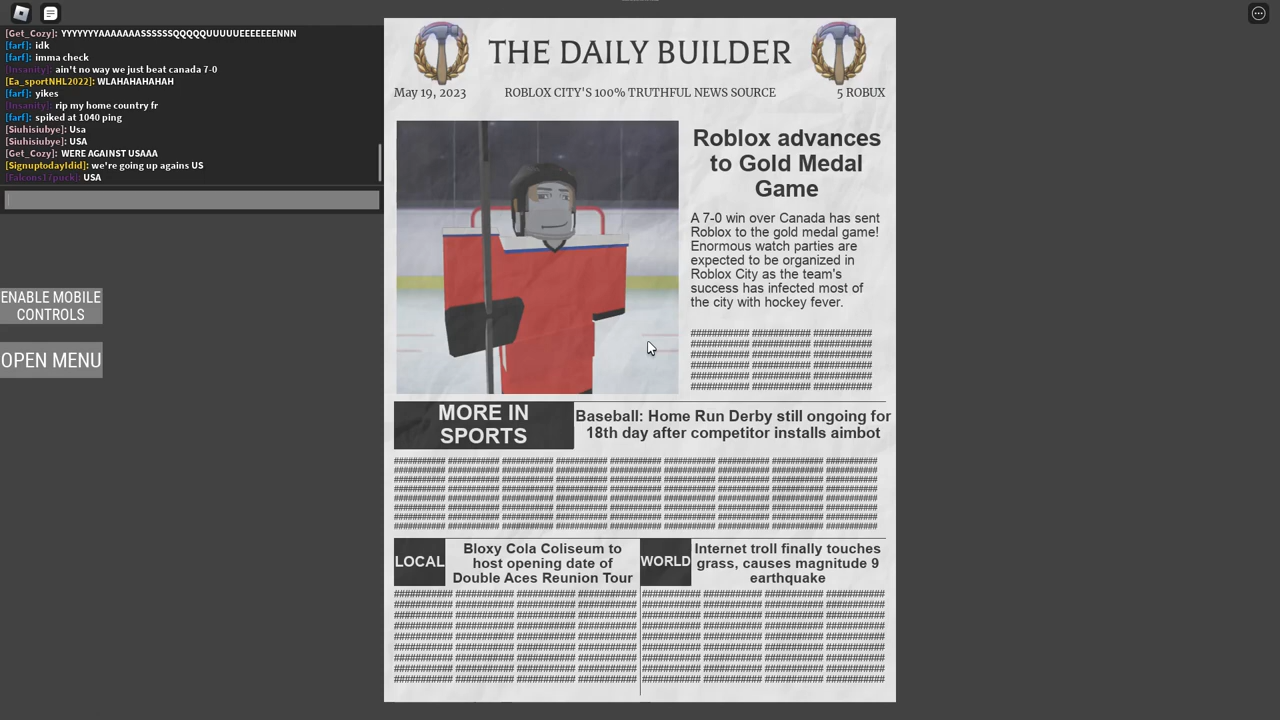 [Get_Cozy]: YYYYYYYAAAAAAASSSSSSQQQQQUUUUUEEEEEEENNN
[farf]: idk
[farf]: imma check
[Insanity]: ain't no way we just beat canada 7-0
[Ea_sportNHL2022]: WLAHAHAHAHAH
[farf]: yikes
[Insanity]: rip my home country fr
[farf]: spiked at 1040 ping
[Siuhisiubye]: Usa
[Siuhisiubye]: USA
[Get_Cozy]: WERE AGAINST USAAA
[SignuptodayIdid]: we're going up agains US
[Falcons17puck]: USA
ENABLE MOBILE
CONTROLS
OPEN MENU
THE DAILY BUILDER
May 19, 2023
ROBLOX CITY'S 100% TRUTHFUL NEWS SOURCE
5 ROBUX
Roblox advances
to Gold Medal
Game
A 7-0 win over Canada has sent
Roblox to the gold medal game!
Enormous watch parties are
expected to be organized in
Roblox City as the team's
success has infected most of
the city with hockey fever.
########### ########### ###########
########### ########### ###########
########### ########### ###########
########### ########### ###########
########### ########### ###########
########### ########### ###########
MORE IN
SPORTS
Baseball: Home Run Derby still ongoing for
18th day after competitor installs aimbot
########### ########### ########### ########### ########### ########### ########### ########### ###########
########### ########### ########### ########### ########### ########### ########### ########### ###########
########### ########### ########### ########### ########### ########### ########### ########### ###########
########### ########### ########### ########### ########### ########### ########### ########### ###########
########### ########### ########### ########### ########### ########### ########### ########### ###########
########### ########### ########### ########### ########### ########### ########### ########### ###########
########### ########### ########### ########### ########### ########### ########### ########### ###########
########### ########### ########### ########### ########### ########### ########### ########### ###########
LOCAL
Bloxy Cola Coliseum to
host opening date of
Double Aces Reunion Tour
########### ########### ########### ###########
########### ########### ########### ###########
########### ########### ########### ###########
########### ########### ########### ###########
########### ########### ########### ###########
########### ########### ########### ###########
########### ########### ########### ###########
########### ########### ########### ###########
########### ########### ########### ###########
WORLD
Internet troll finally touches
grass, causes magnitude 9
earthquake
########### ########### ########### ###########
########### ########### ########### ###########
########### ########### ########### ###########
########### ########### ########### ###########
########### ########### ########### ###########
########### ########### ########### ###########
########### ########### ########### ###########
########### ########### ########### ###########
########### ########### ########### ###########